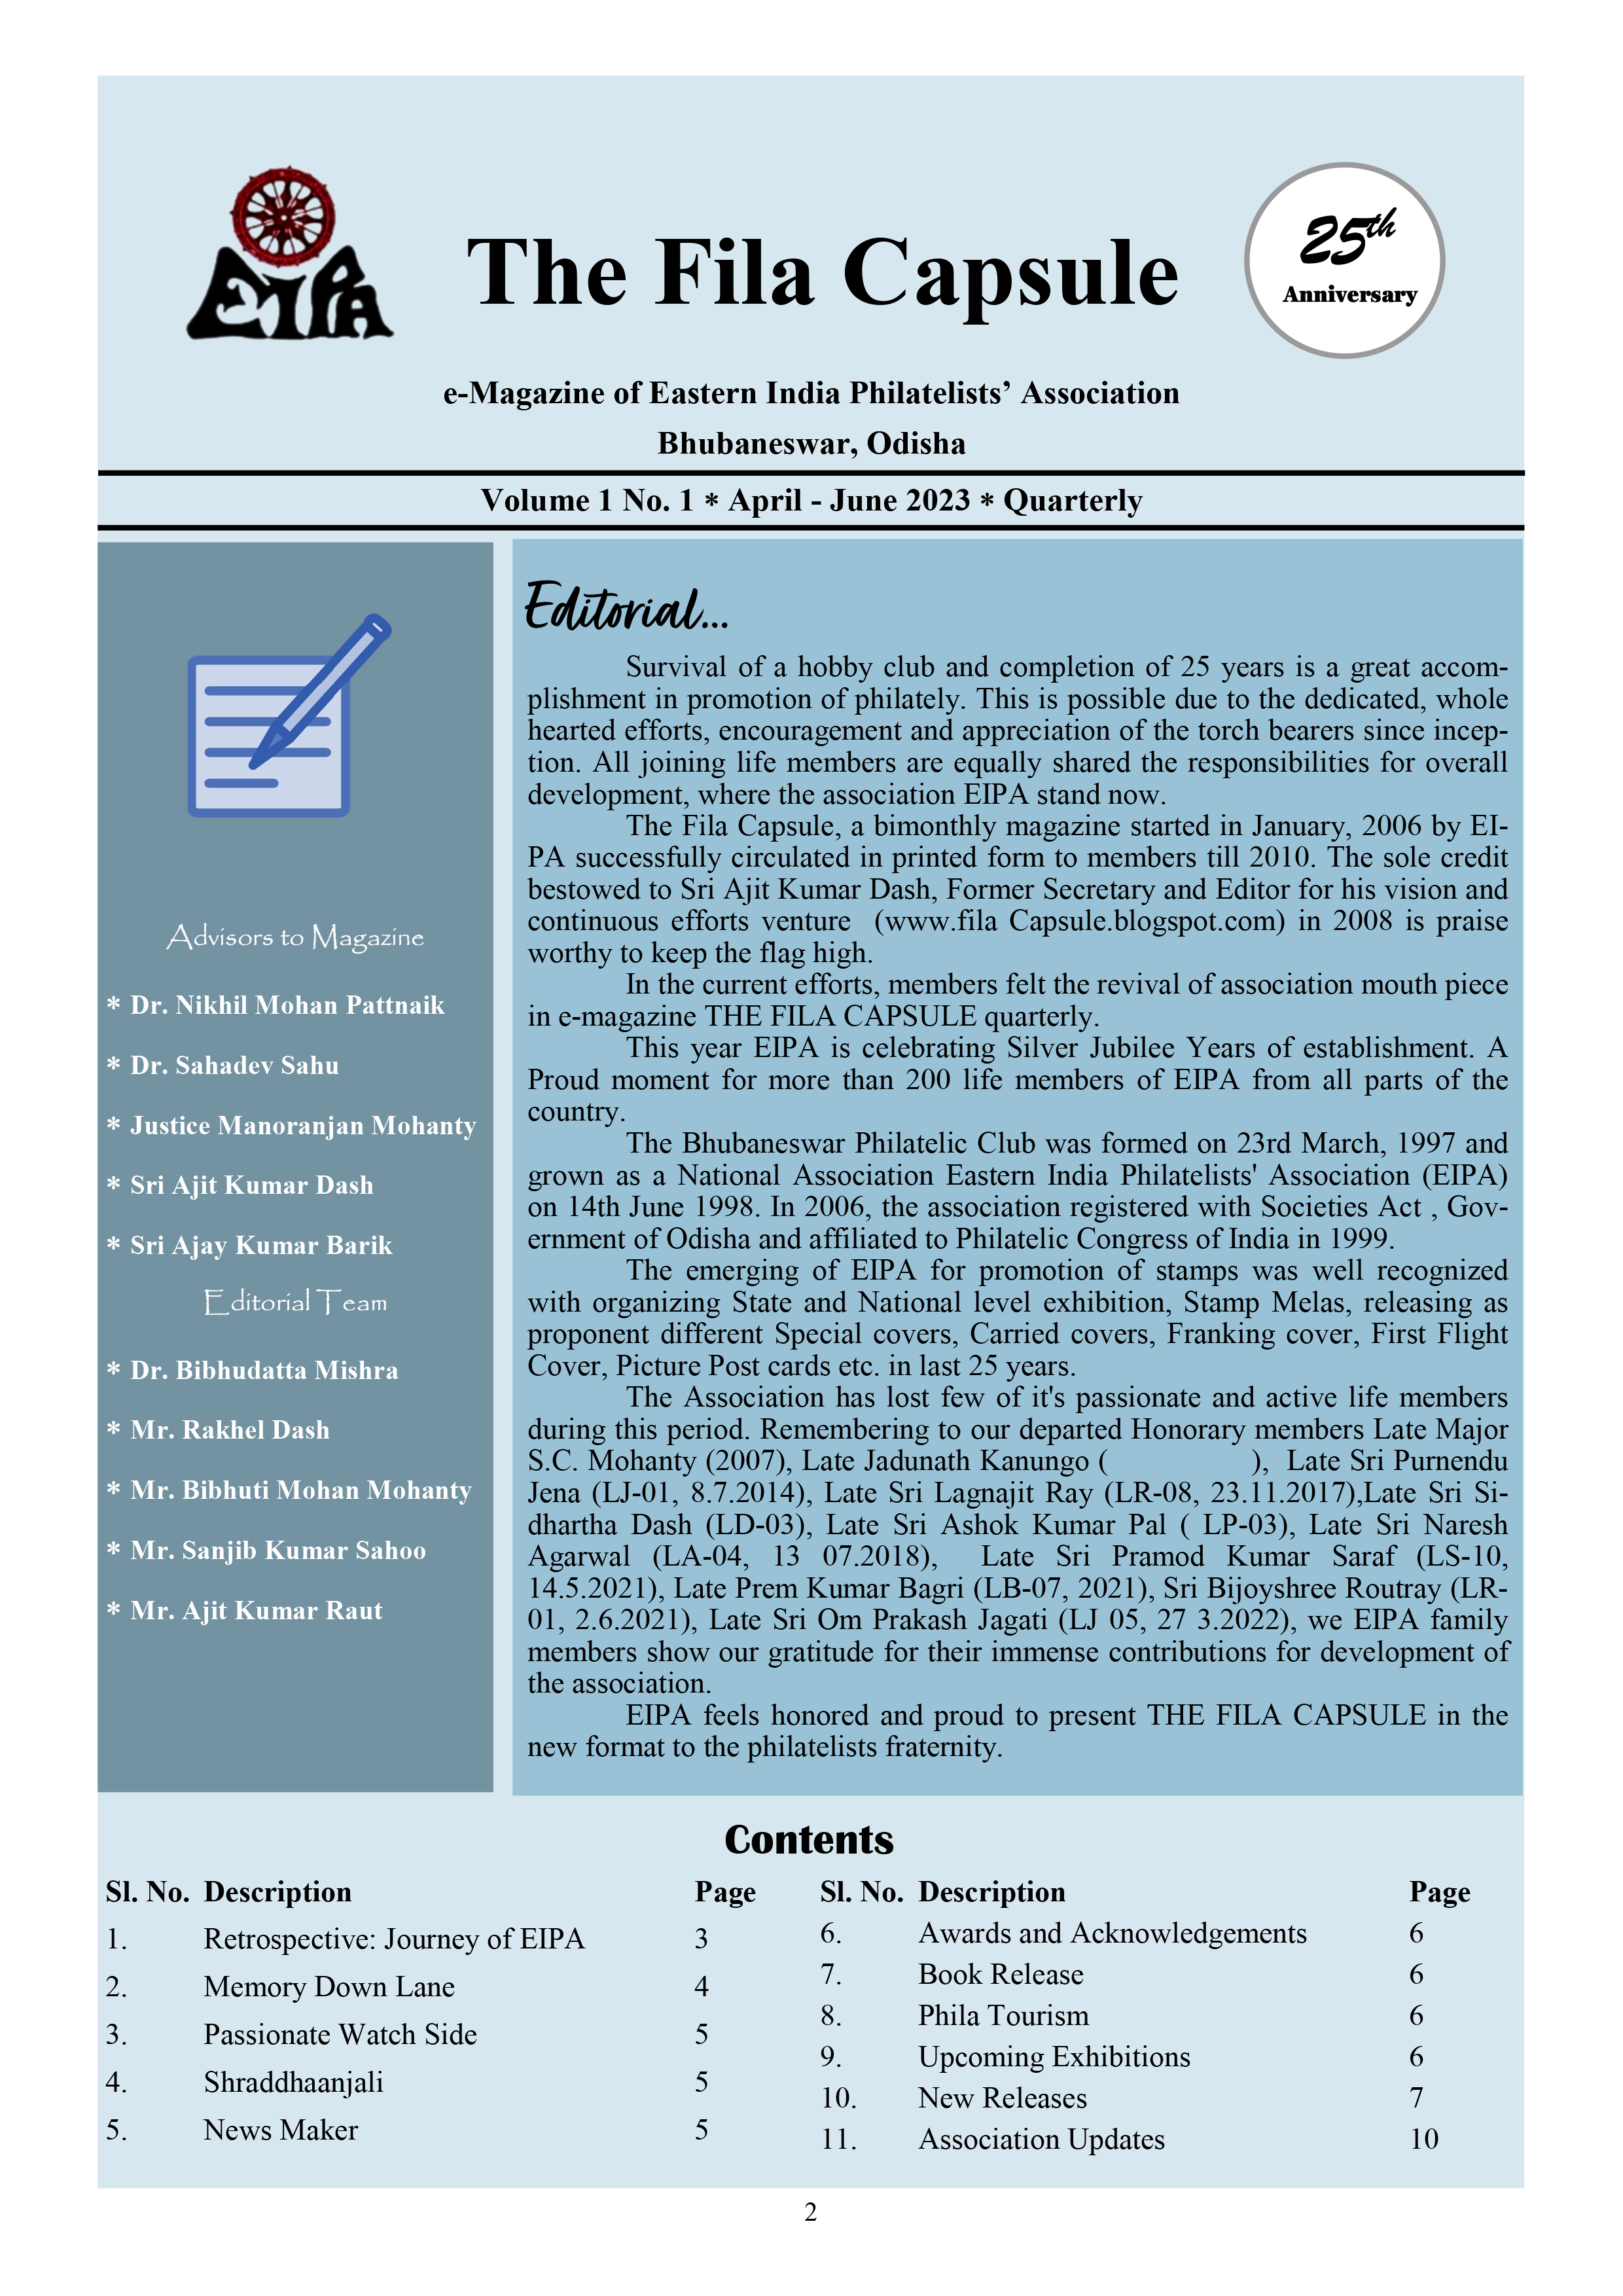 EIPA
The Fila Capsule
25th
Anniversary
e-Magazine of Eastern India Philatelists’ Association
Bhubaneswar, Odisha
Volume 1 No. 1 * April - June 2023 * Quarterly
Advisors to Magazine
* Dr. Nikhil Mohan Pattnaik
* Dr. Sahadev Sahu
* Justice Manoranjan Mohanty
* Sri Ajit Kumar Dash
* Sri Ajay Kumar Barik
Editorial Team
* Dr. Bibhudatta Mishra
* Mr. Rakhel Dash
* Mr. Bibhuti Mohan Mohanty
* Mr. Sanjib Kumar Sahoo
* Mr. Ajit Kumar Raut
Editorial...
Survival of a hobby club and completion of 25 years is a great accom-
plishment in promotion of philately. This is possible due to the dedicated, whole
hearted efforts, encouragement and appreciation of the torch bearers since incep-
tion. All joining life members are equally shared the responsibilities for overall
development, where the association EIPA stand now.
The Fila Capsule, a bimonthly magazine started in January, 2006 by EI-
PA successfully circulated in printed form to members till 2010. The sole credit
bestowed to Sri Ajit Kumar Dash, Former Secretary and Editor for his vision and
continuous efforts venture (www.fila Capsule.blogspot.com) in 2008 is praise
worthy to keep the flag high.
In the current efforts, members felt the revival of association mouth piece
in e-magazine THE FILA CAPSULE quarterly.
This year EIPA is celebrating Silver Jubilee Years of establishment. A
Proud moment for more than 200 life members of EIPA from all parts of the
country.
The Bhubaneswar Philatelic Club was formed on 23rd March, 1997 and
grown as a National Association Eastern India Philatelists' Association (EIPA)
on 14th June 1998. In 2006, the association registered with Societies Act , Gov-
ernment of Odisha and affiliated to Philatelic Congress of India in 1999.
The emerging of EIPA for promotion of stamps was well recognized
with organizing State and National level exhibition, Stamp Melas, releasing as
proponent different Special covers, Carried covers, Franking cover, First Flight
Cover, Picture Post cards etc. in last 25 years.
The Association has lost few of it's passionate and active life members
during this period. Remembering to our departed Honorary members Late Major
S.C. Mohanty (2007), Late Jadunath Kanungo ( ), Late Sri Purnendu
Jena (LJ-01, 8.7.2014), Late Sri Lagnajit Ray (LR-08, 23.11.2017),Late Sri Si-
dhartha Dash (LD-03), Late Sri Ashok Kumar Pal ( LP-03), Late Sri Naresh
Agarwal (LA-04, 13 07.2018), Late Sri Pramod Kumar Saraf (LS-10,
14.5.2021), Late Prem Kumar Bagri (LB-07, 2021), Sri Bijoyshree Routray (LR-
01, 2.6.2021), Late Sri Om Prakash Jagati (LJ 05, 27 3.2022), we EIPA family
members show our gratitude for their immense contributions for development of
the association.
EIPA feels honored and proud to present THE FILA CAPSULE in the
new format to the philatelists fraternity.
Contents
Sl. No. Description Page
1. Retrospective: Journey of EIPA 3
2. Memory Down Lane 4
3. Passionate Watch Side 5
4. Shraddhaanjali 5
5. News Maker 5
Sl. No. Description Page
6. Awards and Acknowledgements 6
7. Book Release 6
8. Phila Tourism 6
9. Upcoming Exhibitions 6
10. New Releases 7
11. Association Updates 10
2